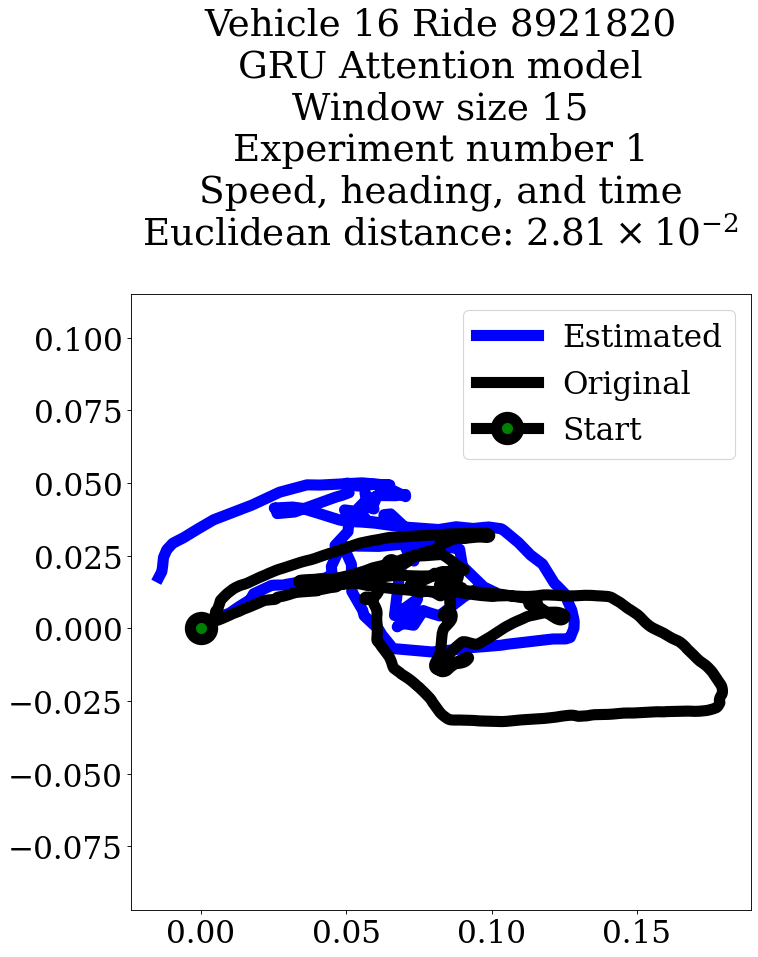 Vehicle 16 Ride 8921820
GRU Attention model
Window size 15
Experiment number 1
Speed, heading, and time
Euclidean distance: 2.81 × 10⁻²
Estimated
Original
Start
0.100
0.075
0.050
0.025
0.000
−0.025
−0.050
−0.075
0.00 0.05 0.10 0.15